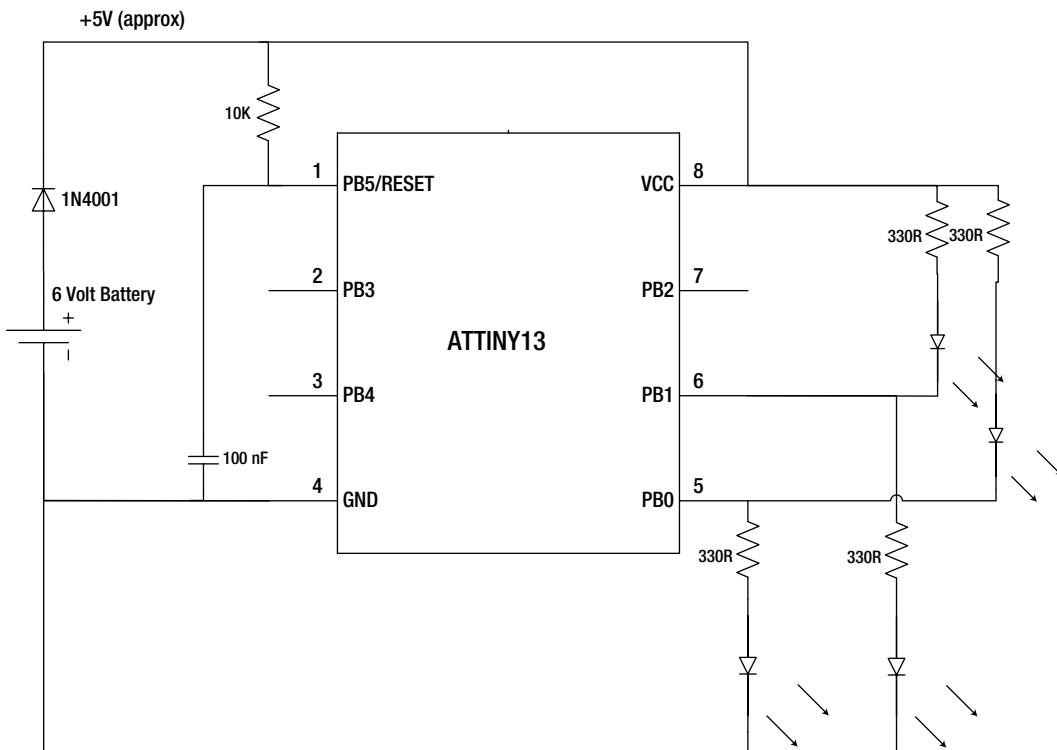 +5V (approx)
10K
1N4001
6 Volt Battery
+
−
100 nF
1
PB5/RESET
2
PB3
3
PB4
4
GND
ATTINY13
8
VCC
7
PB2
6
PB1
5
PB0
330R
330R
330R
330R